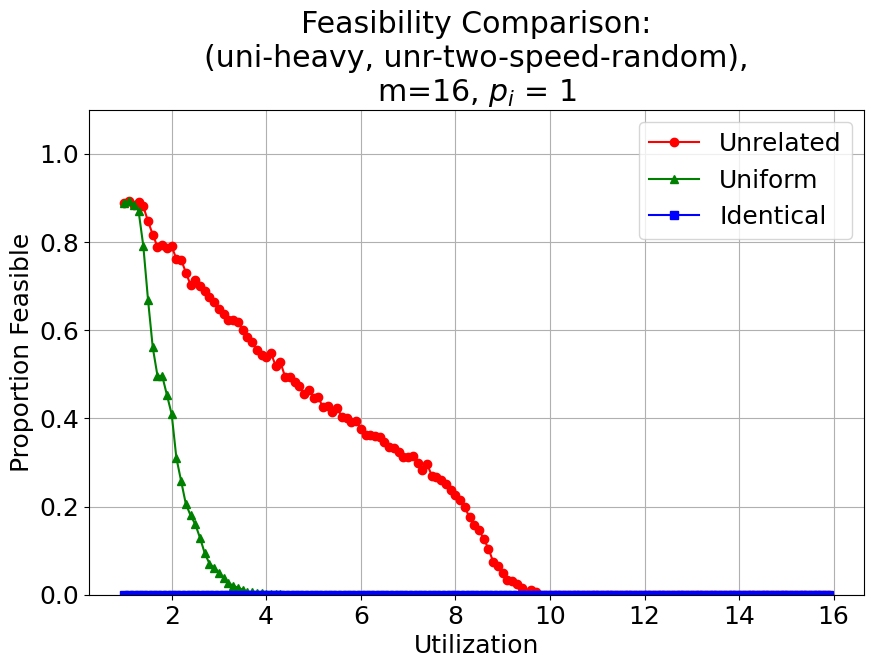 Feasibility Comparison:
(uni-heavy, unr-two-speed-random),
m=16, $p_i$ = 1
Unrelated
Uniform
Identical
Proportion Feasible
1.0
0.8
0.6
0.4
0.2
0.0
2 4 6 8 10 12 14 16
Utilization